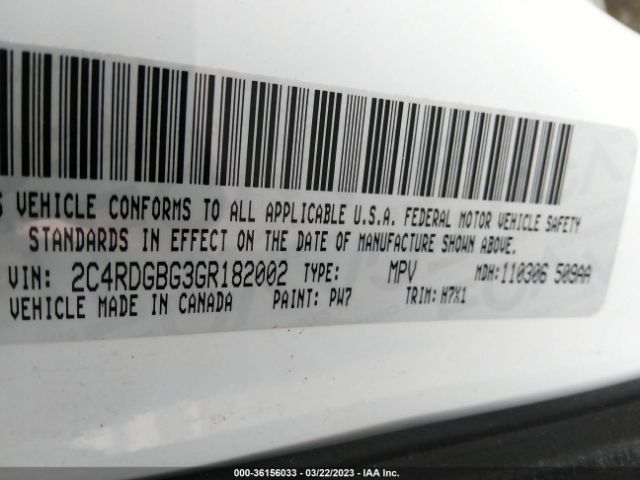 VEHICLE CONFORMS TO ALL APPLICABLE U.S.A. FEDERAL MOTOR VEHICLE SAFETY
STANDARDS IN EFFECT ON THE DATE OF MANUFACTURE SHOWN ABOVE.
VIN: 2C4RDGBG3GR182002 TYPE: MPV MDH: 110306 509AA
VEHICLE MADE IN CANADA PAINT: PW7 TRIM: H7X1
000-36156033 - 03/22/2023 - IAA Inc.